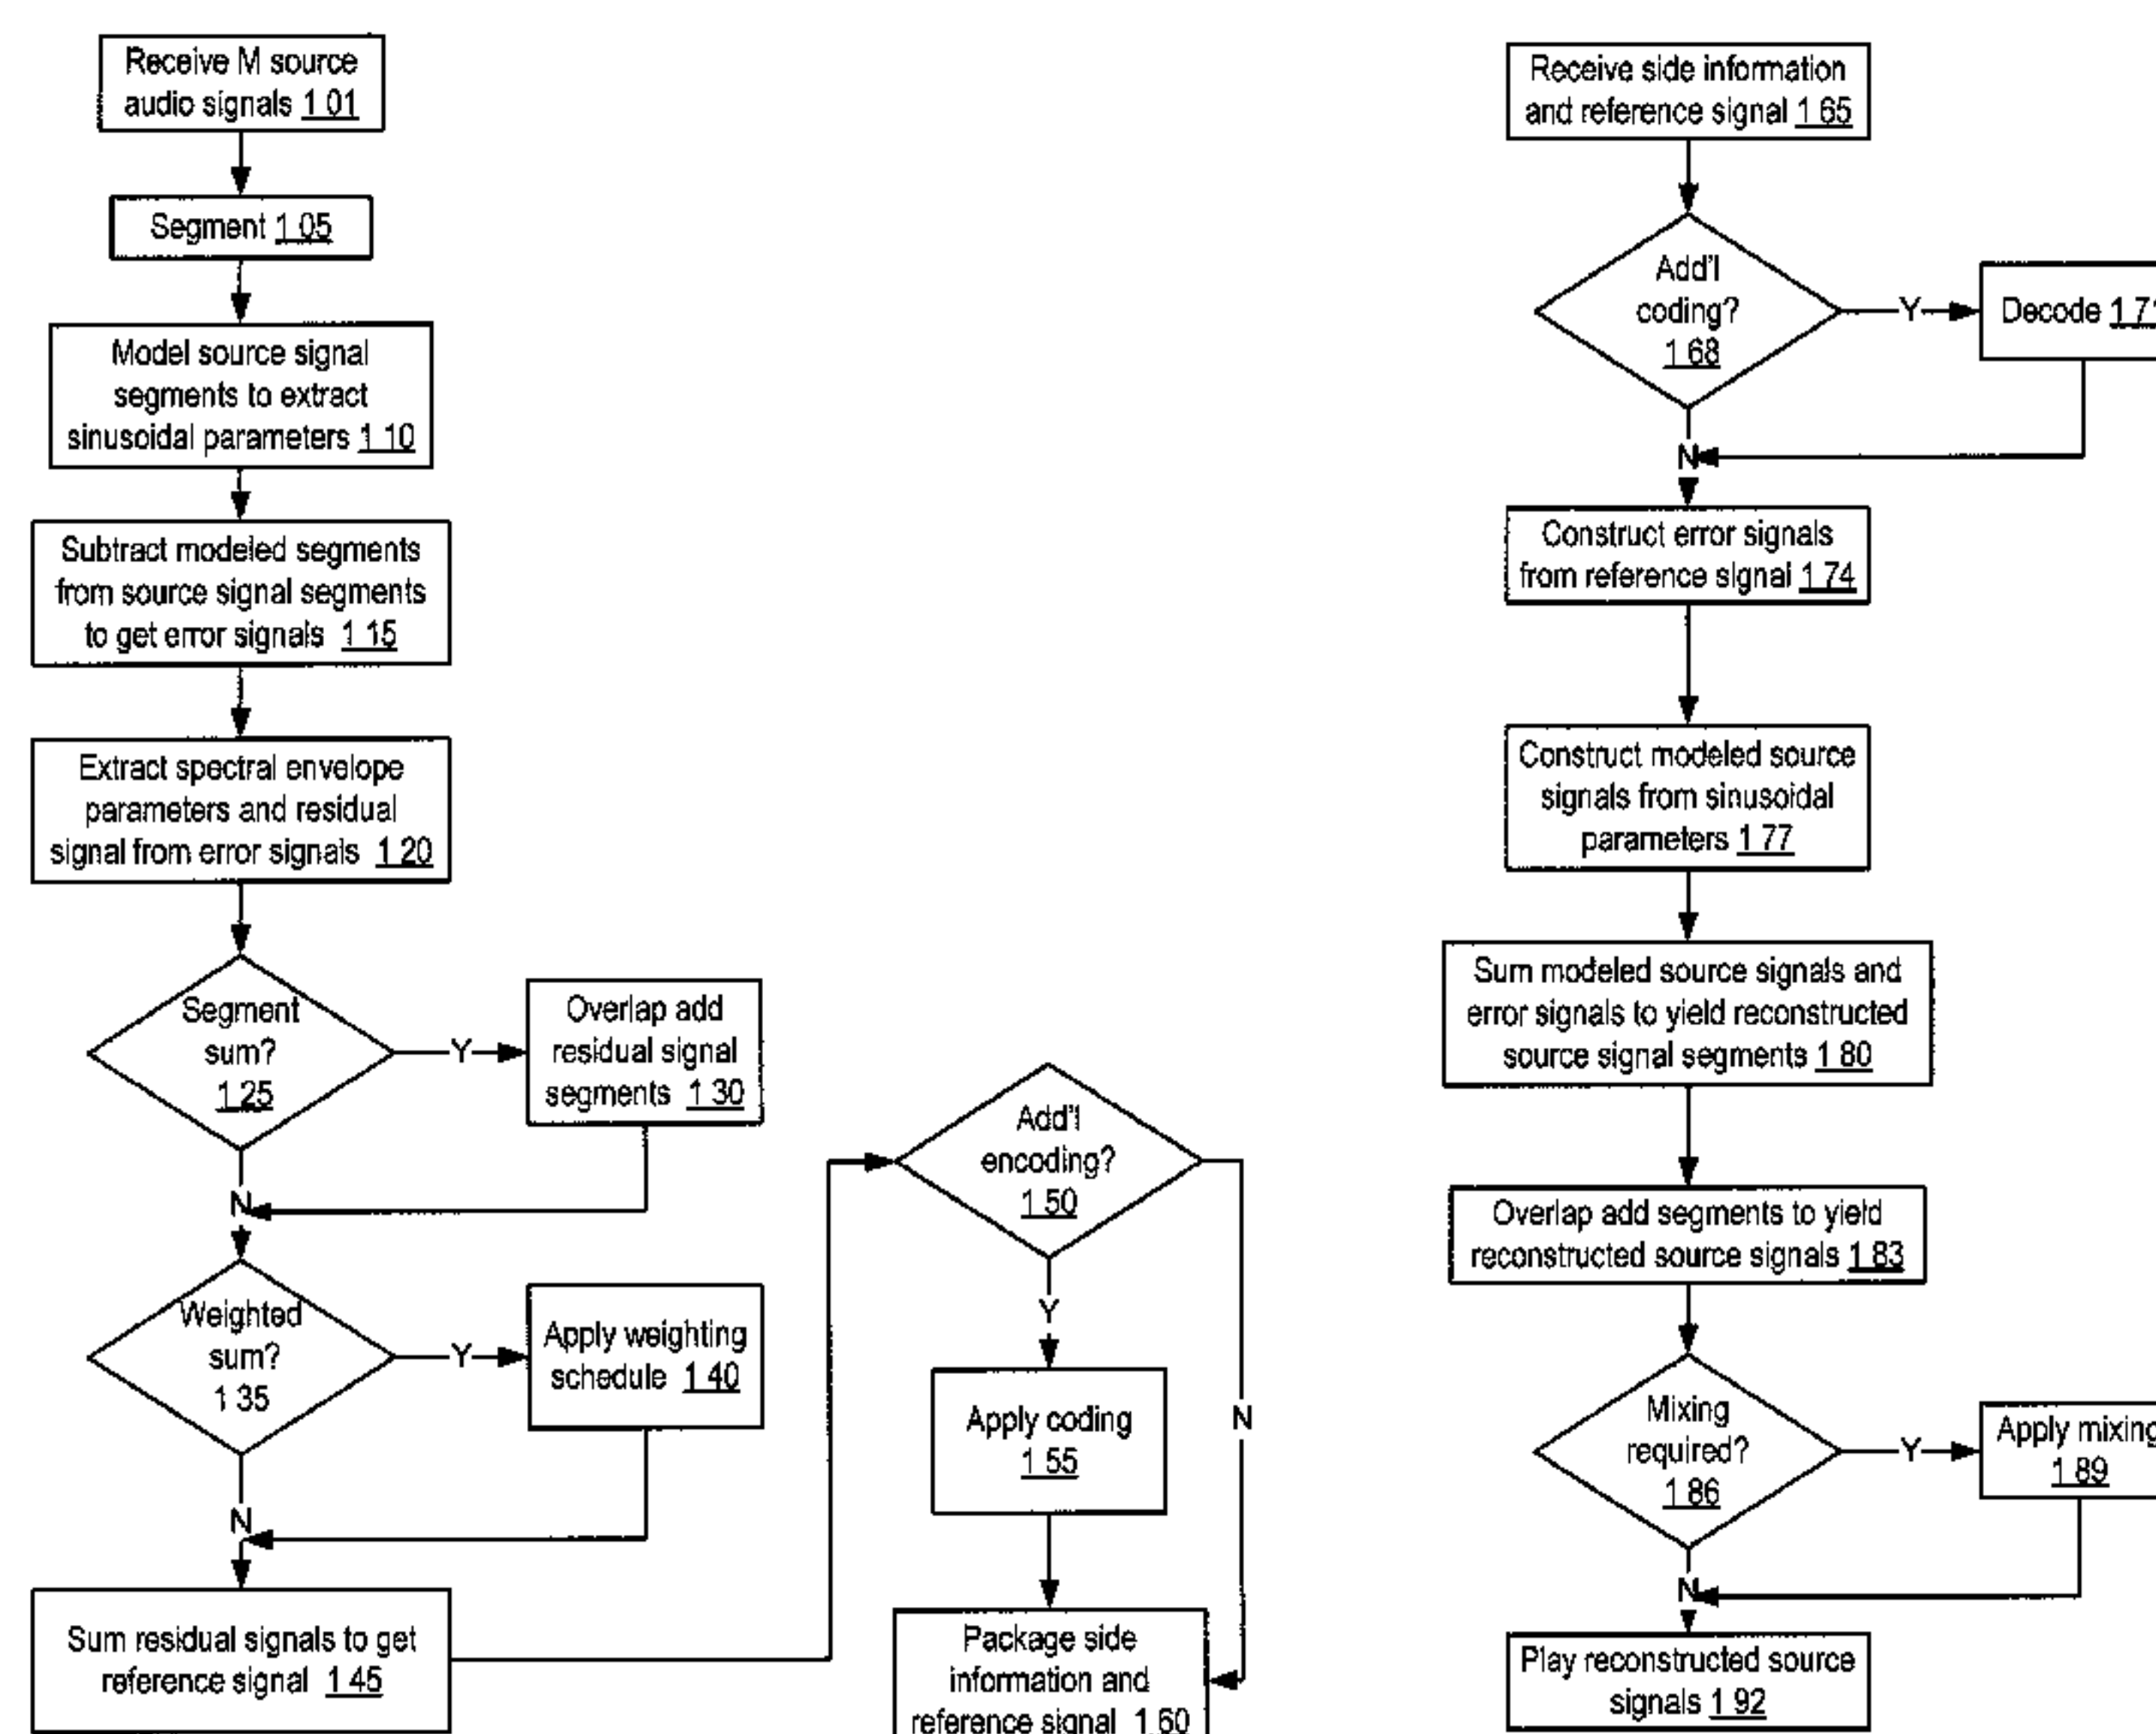 Receive M source
audio signals 1 01
Segment 1 05
Model source signal
segments to extract
sinusoidal parameters 1 10
Subtract modeled segments
from source signal segments
to get error signals 1 15
Extract spectral envelope
parameters and residual
signal from error signals 1 20
Segment
sum?
1 25
Y
Overlap add
residual signal
segments 1 30
N
Weighted
sum?
1 35
Y
Apply weighting
schedule 1 40
N
Sum residual signals to get
reference signal 1 45
Add'l
encoding?
1 50
Y
N
Apply coding
1 55
Package side
information and
reference signal 1 60
Receive side information
and reference signal 1 65
Add'l
coding?
1 68
Y
Decode 1 71
N
Construct error signals
from reference signal 1 74
Construct modeled source
signals from sinusoidal
parameters 1 77
Sum modeled source signals and
error signals to yield reconstructed
source signal segments 1 80
Overlap add segments to yield
reconstructed source signals 1 83
Mixing
required?
1 86
Y
Apply mixing
1 89
N
Play reconstructed source
signals 1 92